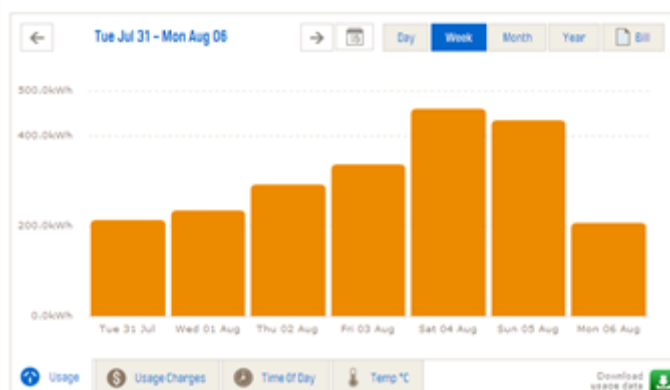 Tue Jul 31 - Mon Aug 06
15
Day
Week
Month
Year
Bill
500.0kWh
400.0kWh
200.0kWh
0.0kWh
Tue 31 Jul
Wed 01 Aug
Thu 02 Aug
Fri 03 Aug
Sat 04 Aug
Sun 05 Aug
Mon 06 Aug
Usage
$ Usage Charges
Time Of Day
Temp °C
Download
usage data